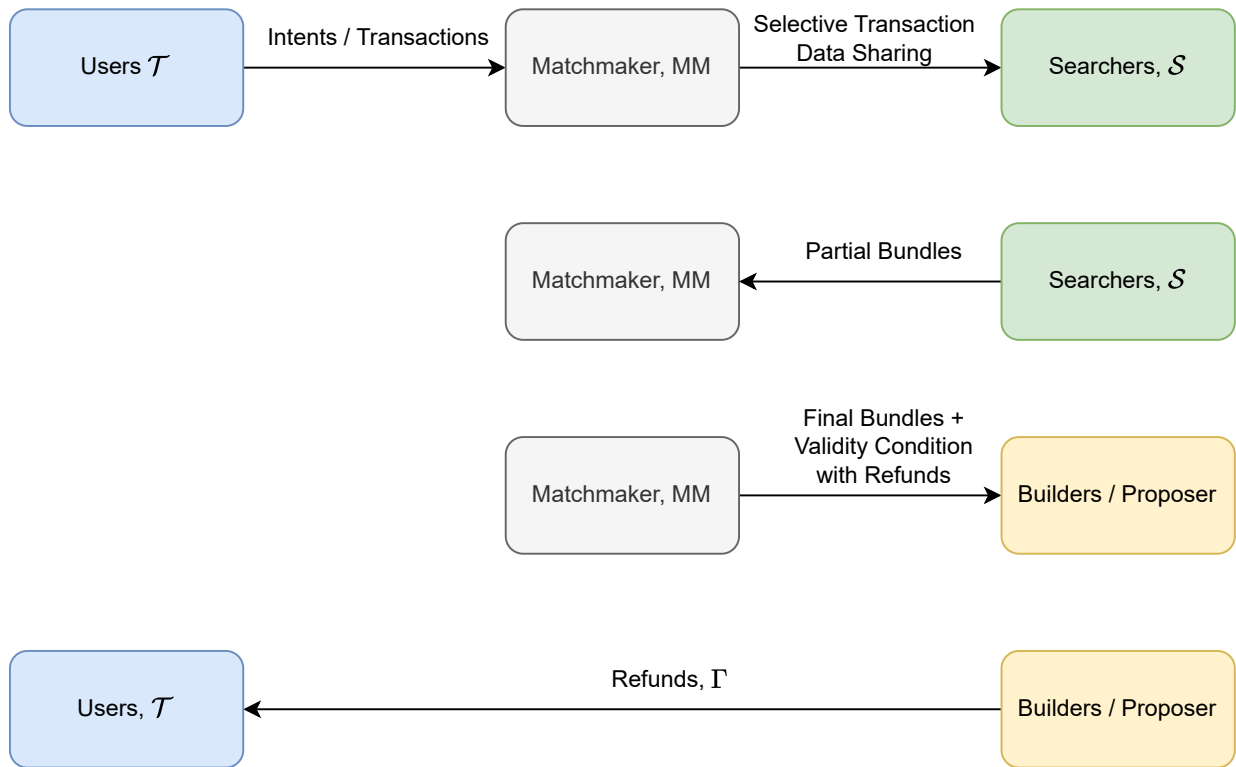 Users 𝒯
Intents / Transactions
Matchmaker, MM
Selective Transaction
Data Sharing
Searchers, 𝒮
Matchmaker, MM
Partial Bundles
Searchers, 𝒮
Matchmaker, MM
Final Bundles +
Validity Condition
with Refunds
Builders / Proposer
Users, 𝒯
Refunds, Γ
Builders / Proposer